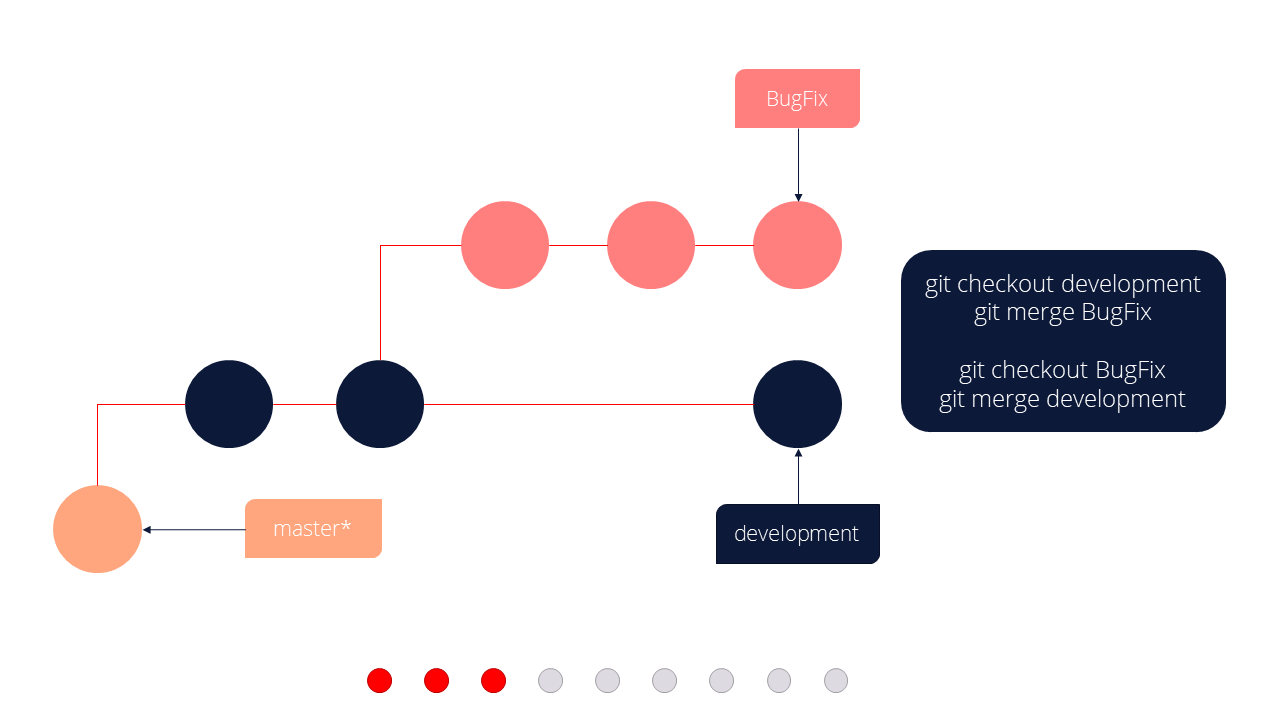 BugFix
git checkout development
git merge BugFix
git checkout BugFix
git merge development
master*
development